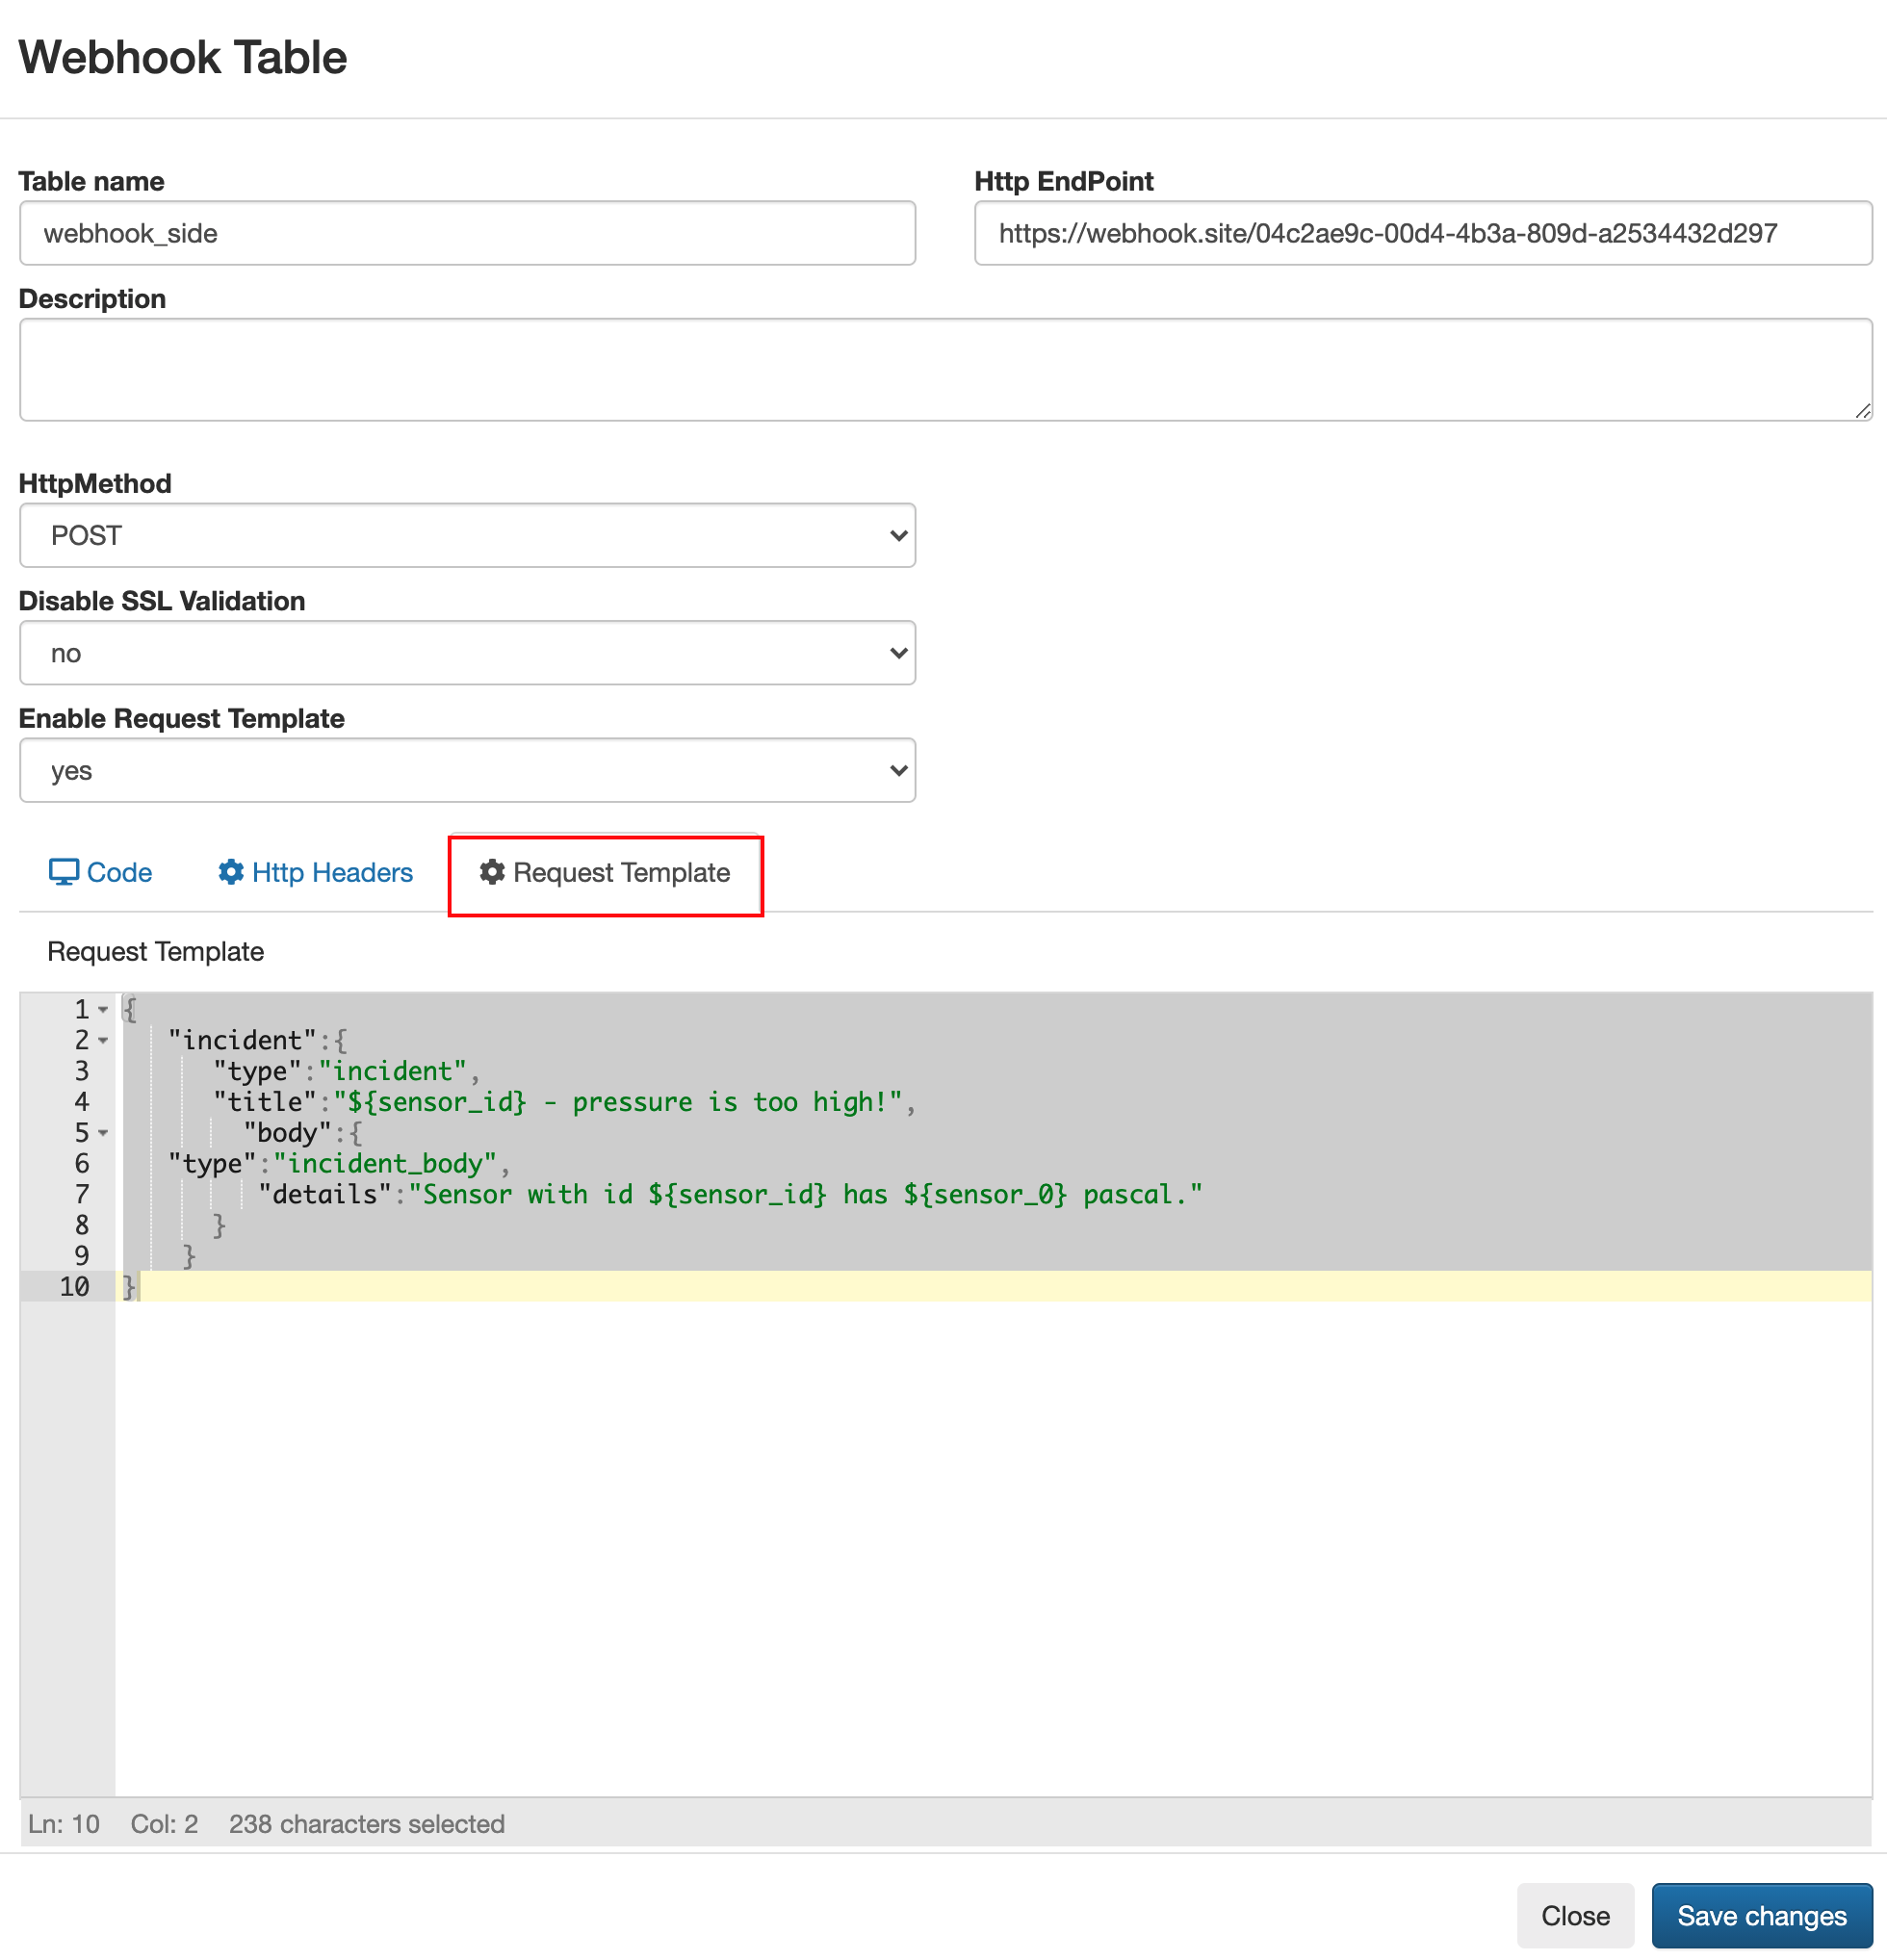 Webhook Table
Table name
Http EndPoint
webhook_side
https://webhook.site/04c2ae9c-00d4-4b3a-809d-a2534432d297
Description
HttpMethod
POST
Disable SSL Validation
no
Enable Request Template
yes
Code
Http Headers
Request Template
Request Template
1 {
2 "incident":{
3 "type":"incident",
4 "title":"${sensor_id} - pressure is too high!",
5 "body":{
6 "type":"incident_body",
7 "details":"Sensor with id ${sensor_id} has ${sensor_0} pascal."
8 }
9 }
10 }
Ln: 10 Col: 2 238 characters selected
Close
Save changes